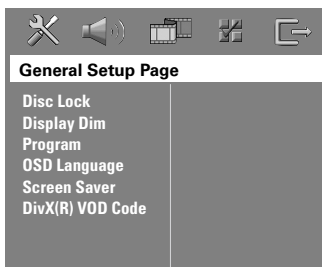 General Setup Page
Disc Lock
Display Dim
Program
OSD Language
Screen Saver
DivX(R) VOD Code